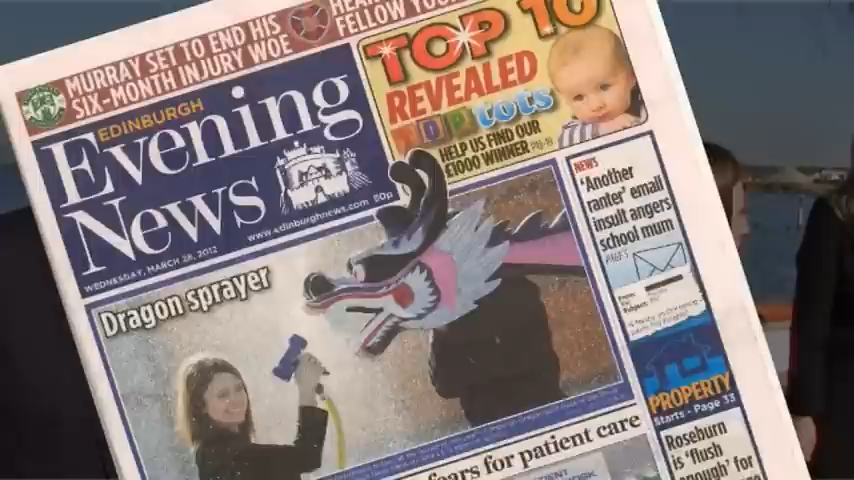 MURRAY SET TO END HIS
SIX-MONTH INJURY WOE
FELLOW
EDINBURGH
Evening
News
www.edinburghnews.com 50p
WEDNESDAY, MARCH 28, 2012
TOP 10
REVEALED
TOP tots
HELP US FIND OUR
£1000 WINNER
Dragon sprayer
NEWS
'Another
ranter' email
insult angers
school mum
PROPERTY
Starts - Page 33
Roseburn
is 'flush
enough' for
fears for patient care